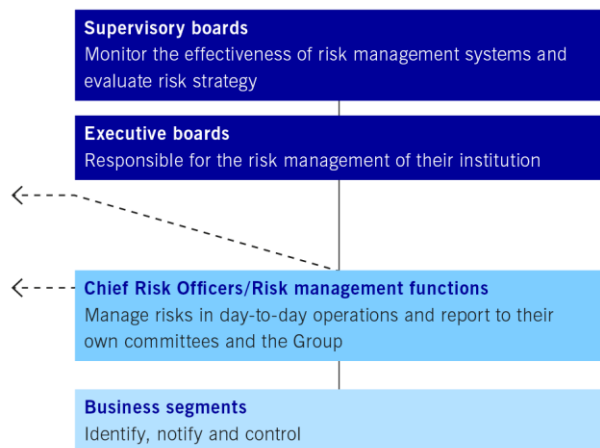 Supervisory boards
Monitor the effectiveness of risk management systems and
evaluate risk strategy
Executive boards
Responsible for the risk management of their institution
Chief Risk Officers/Risk management functions
Manage risks in day-to-day operations and report to their
own committees and the Group
Business segments
Identify, notify and control